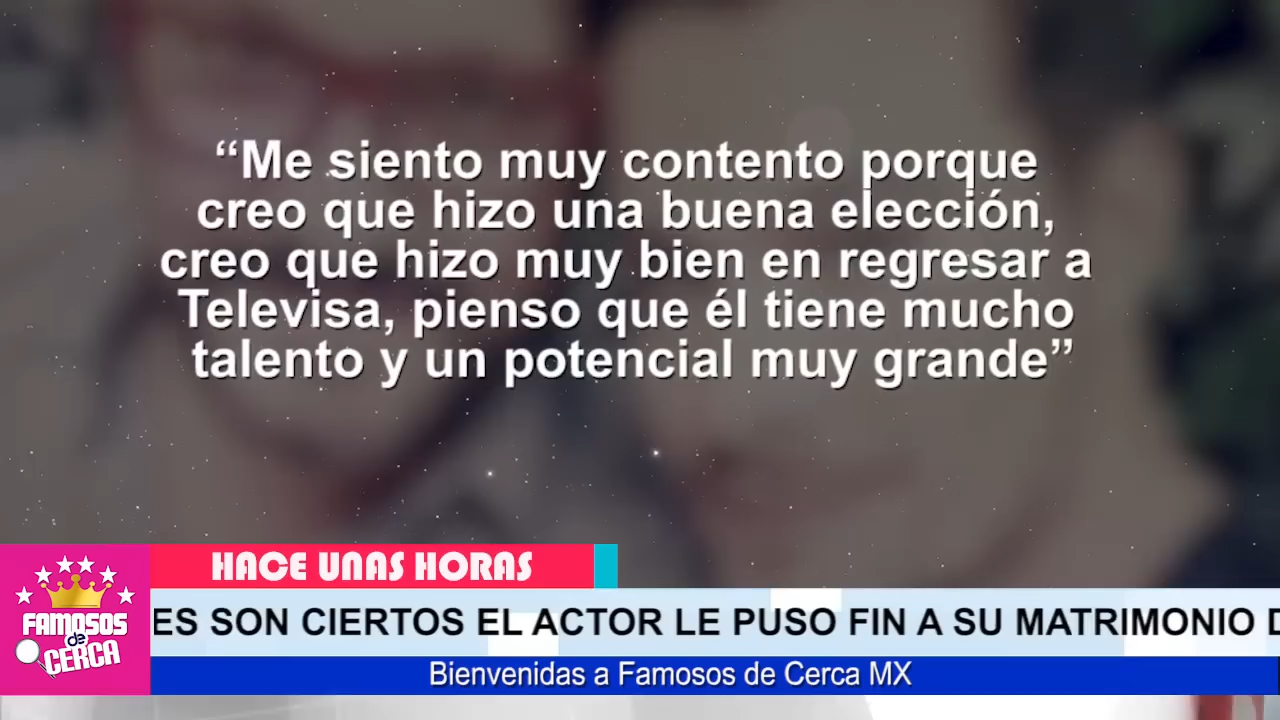 “Me siento muy contento porque
creo que hizo una buena elección,
creo que hizo muy bien en regresar a
Televisa, pienso que él tiene mucho
talento y un potencial muy grande”
HACE UNAS HORAS
FAMOSOS
de
CERCA
ES SON CIERTOS EL ACTOR LE PUSO FIN A SU MATRIMONIO D
Bienvenidas a Famosos de Cerca MX